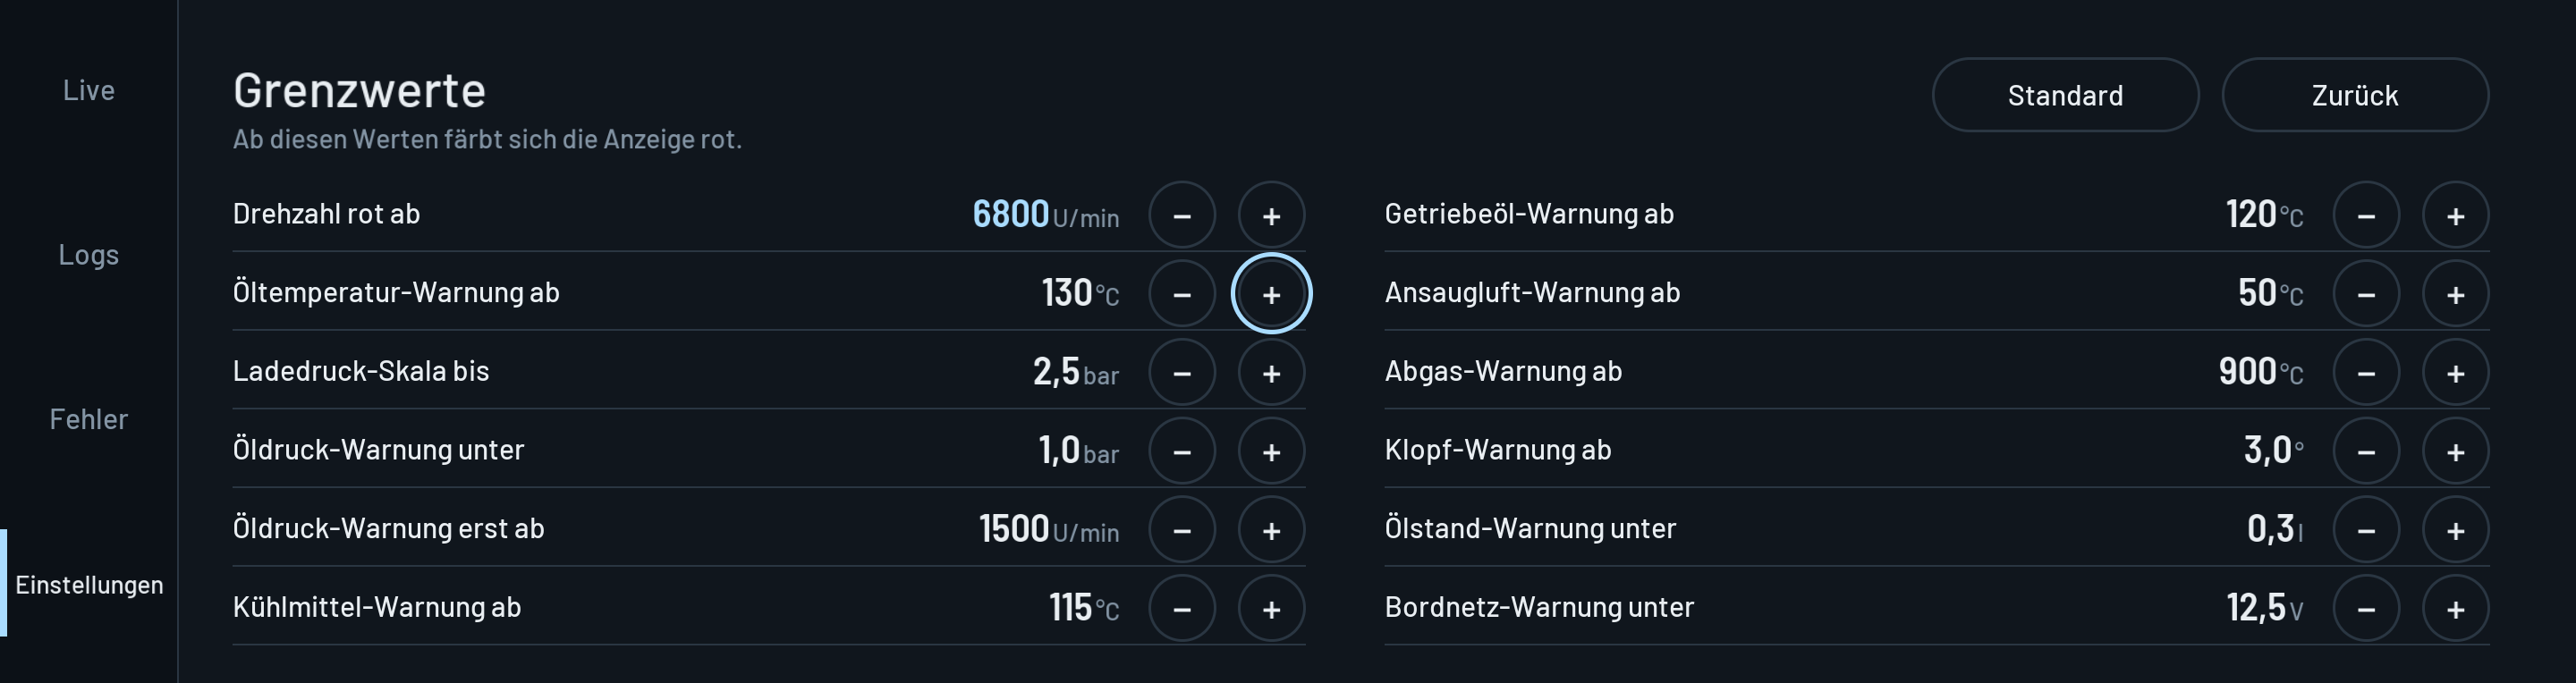 Live
Logs
Fehler
Einstellungen
Grenzwerte
Ab diesen Werten färbt sich die Anzeige rot.
Standard
Zurück
Drehzahl rot ab 6800 U/min − +
Öltemperatur-Warnung ab 130 °C − +
Ladedruck-Skala bis 2,5 bar − +
Öldruck-Warnung unter 1,0 bar − +
Öldruck-Warnung erst ab 1500 U/min − +
Kühlmittel-Warnung ab 115 °C − +
Getriebeöl-Warnung ab 120 °C − +
Ansaugluft-Warnung ab 50 °C − +
Abgas-Warnung ab 900 °C − +
Klopf-Warnung ab 3,0 ° − +
Ölstand-Warnung unter 0,3 l − +
Bordnetz-Warnung unter 12,5 V − +